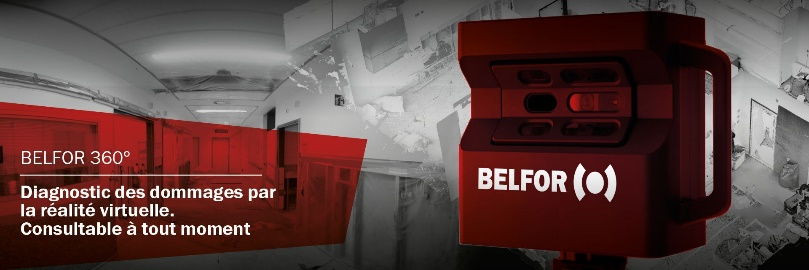 BELFOR 360°
Diagnostic des dommages par
la réalité virtuelle.
Consultable à tout moment
BELFOR